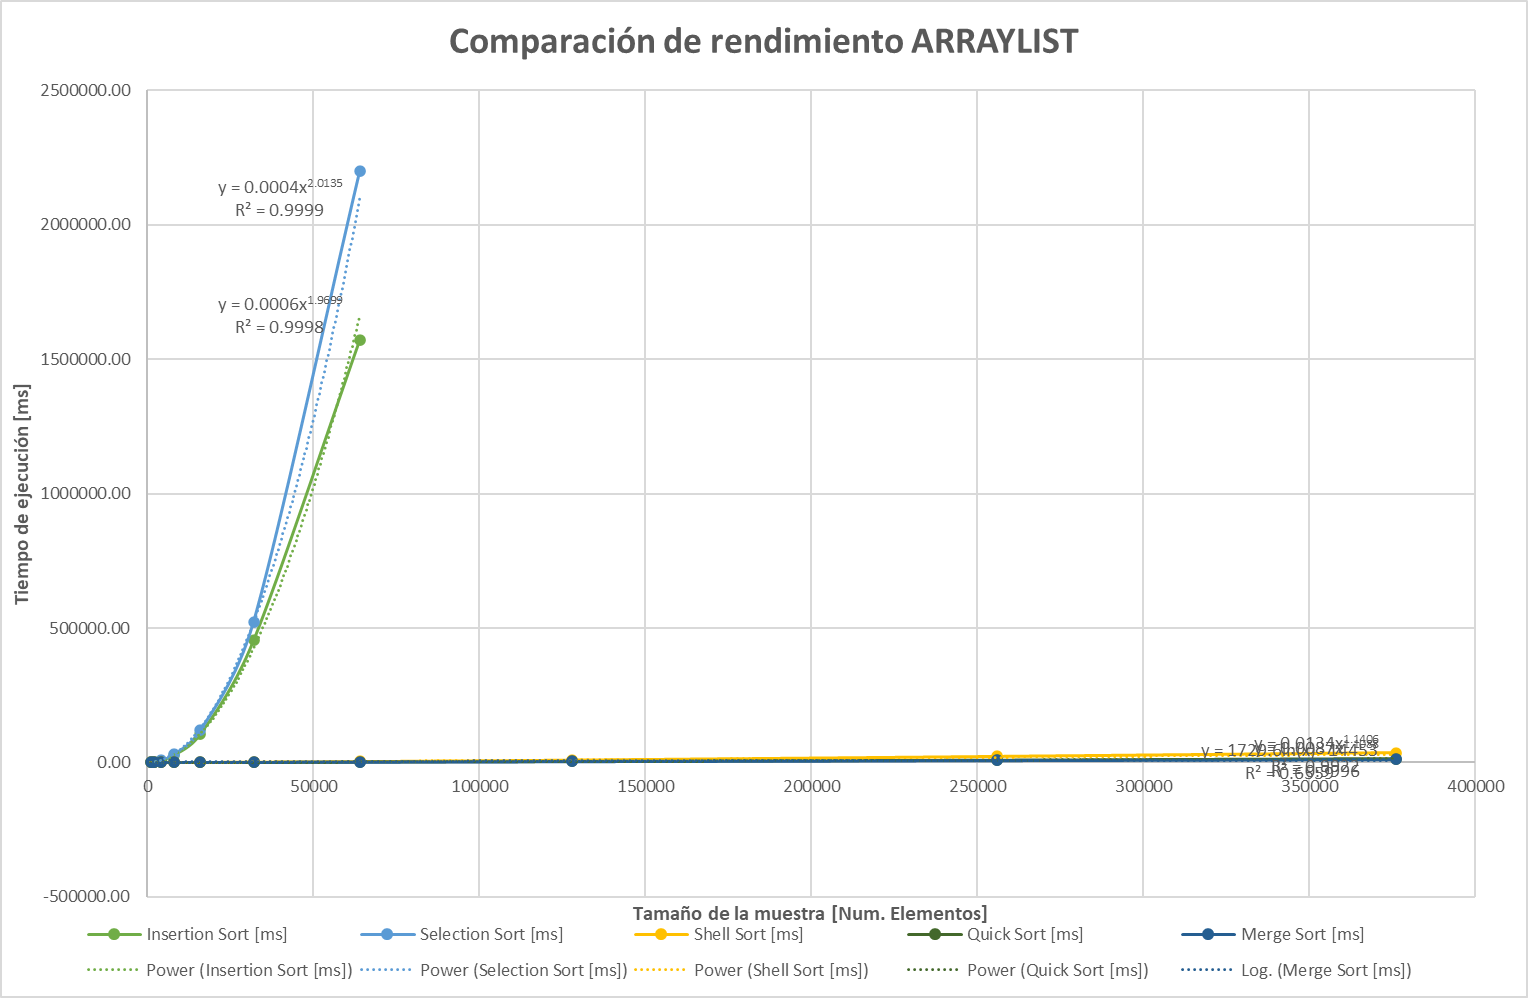 Comparación de rendimiento ARRAYLIST
2500000.00
2000000.00
1500000.00
1000000.00
500000.00
0.00
-500000.00
Tiempo de ejecución [ms]
y = 0.0004x^2.0135
R² = 0.9999
y = 0.0006x^1.9699
R² = 0.9998
y = 0.0124x^1.1406
0 50000 100000 150000 200000 250000 300000 350000 400000
Tamaño de la muestra [Num. Elementos]
Insertion Sort [ms] Selection Sort [ms] Shell Sort [ms] Quick Sort [ms] Merge Sort [ms]
Power (Insertion Sort [ms]) Power (Selection Sort [ms]) Power (Shell Sort [ms]) Power (Quick Sort [ms]) Log. (Merge Sort [ms])